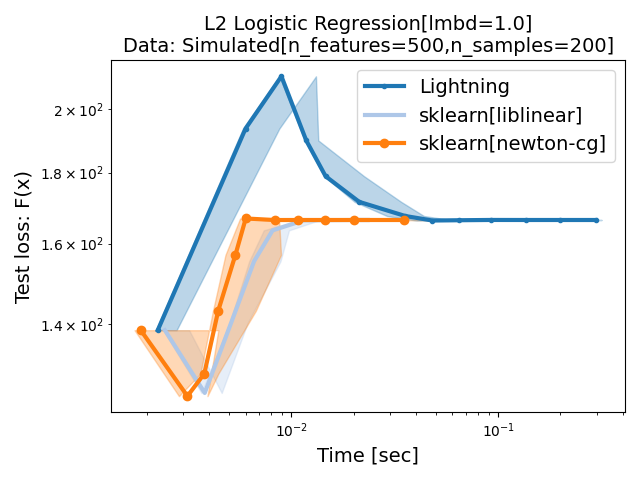 L2 Logistic Regression[lmbd=1.0]
Data: Simulated[n_features=500,n_samples=200]
Lightning
sklearn[liblinear]
sklearn[newton-cg]
Test loss: F(x)
2 × 10²
1.8 × 10²
1.6 × 10²
1.4 × 10²
10⁻²
10⁻¹
Time [sec]